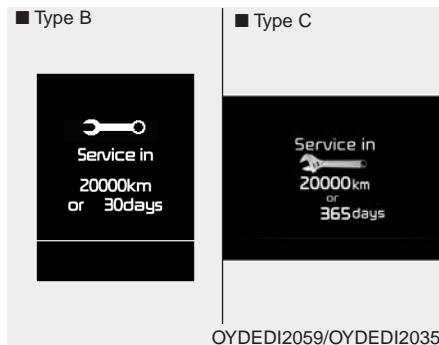 ■ Type B
Service in
20000km
or 30days
■ Type C
Service in
20000km
or
365days
OYDEDI2059/OYDEDI2035